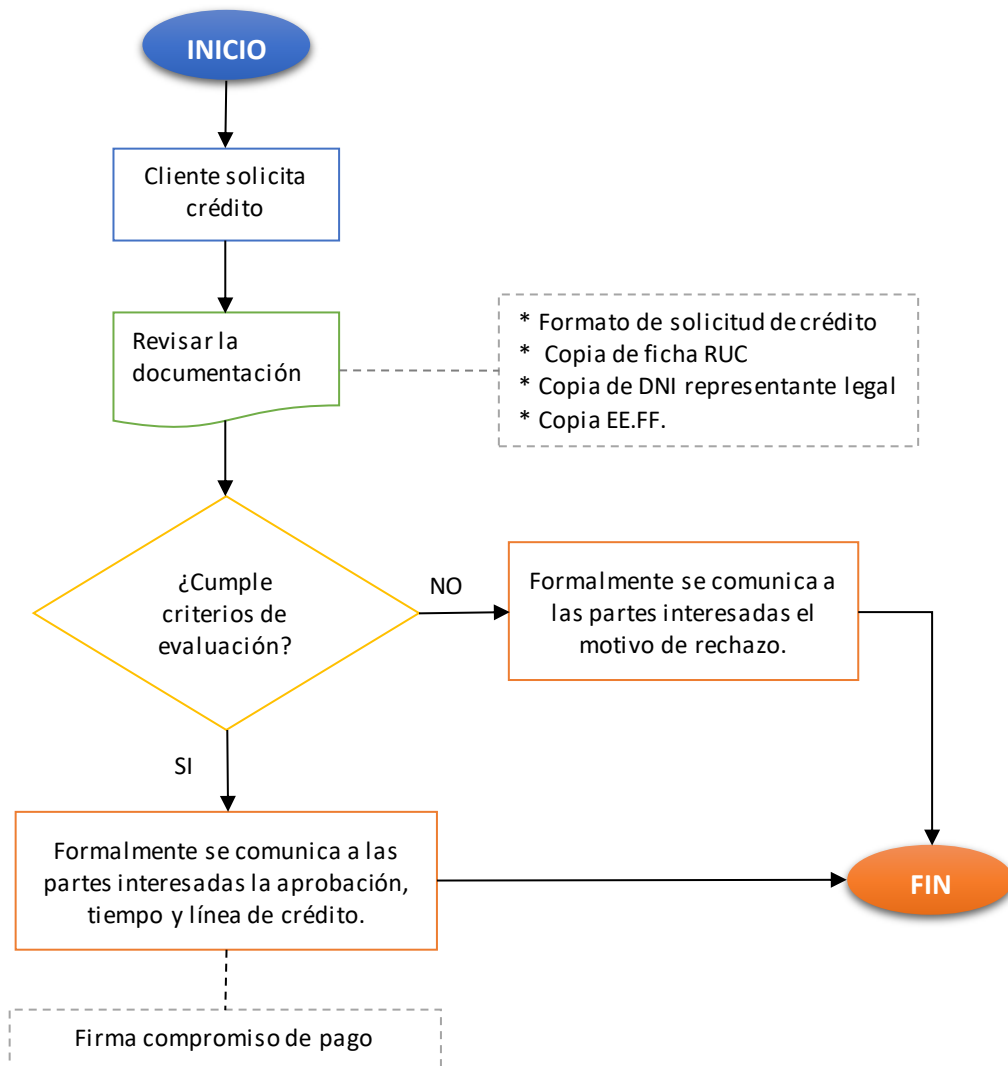 INICIO
Cliente solicita
crédito
Revisar la
documentación
* Formato de solicitud de crédito
* Copia de ficha RUC
* Copia de DNI representante legal
* Copia EE.FF.
¿Cumple
criterios de
evaluación?
NO
Formalmente se comunica a
las partes interesadas el
motivo de rechazo.
SI
Formalmente se comunica a las
partes interesadas la aprobación,
tiempo y línea de crédito.
FIN
Firma compromiso de pago